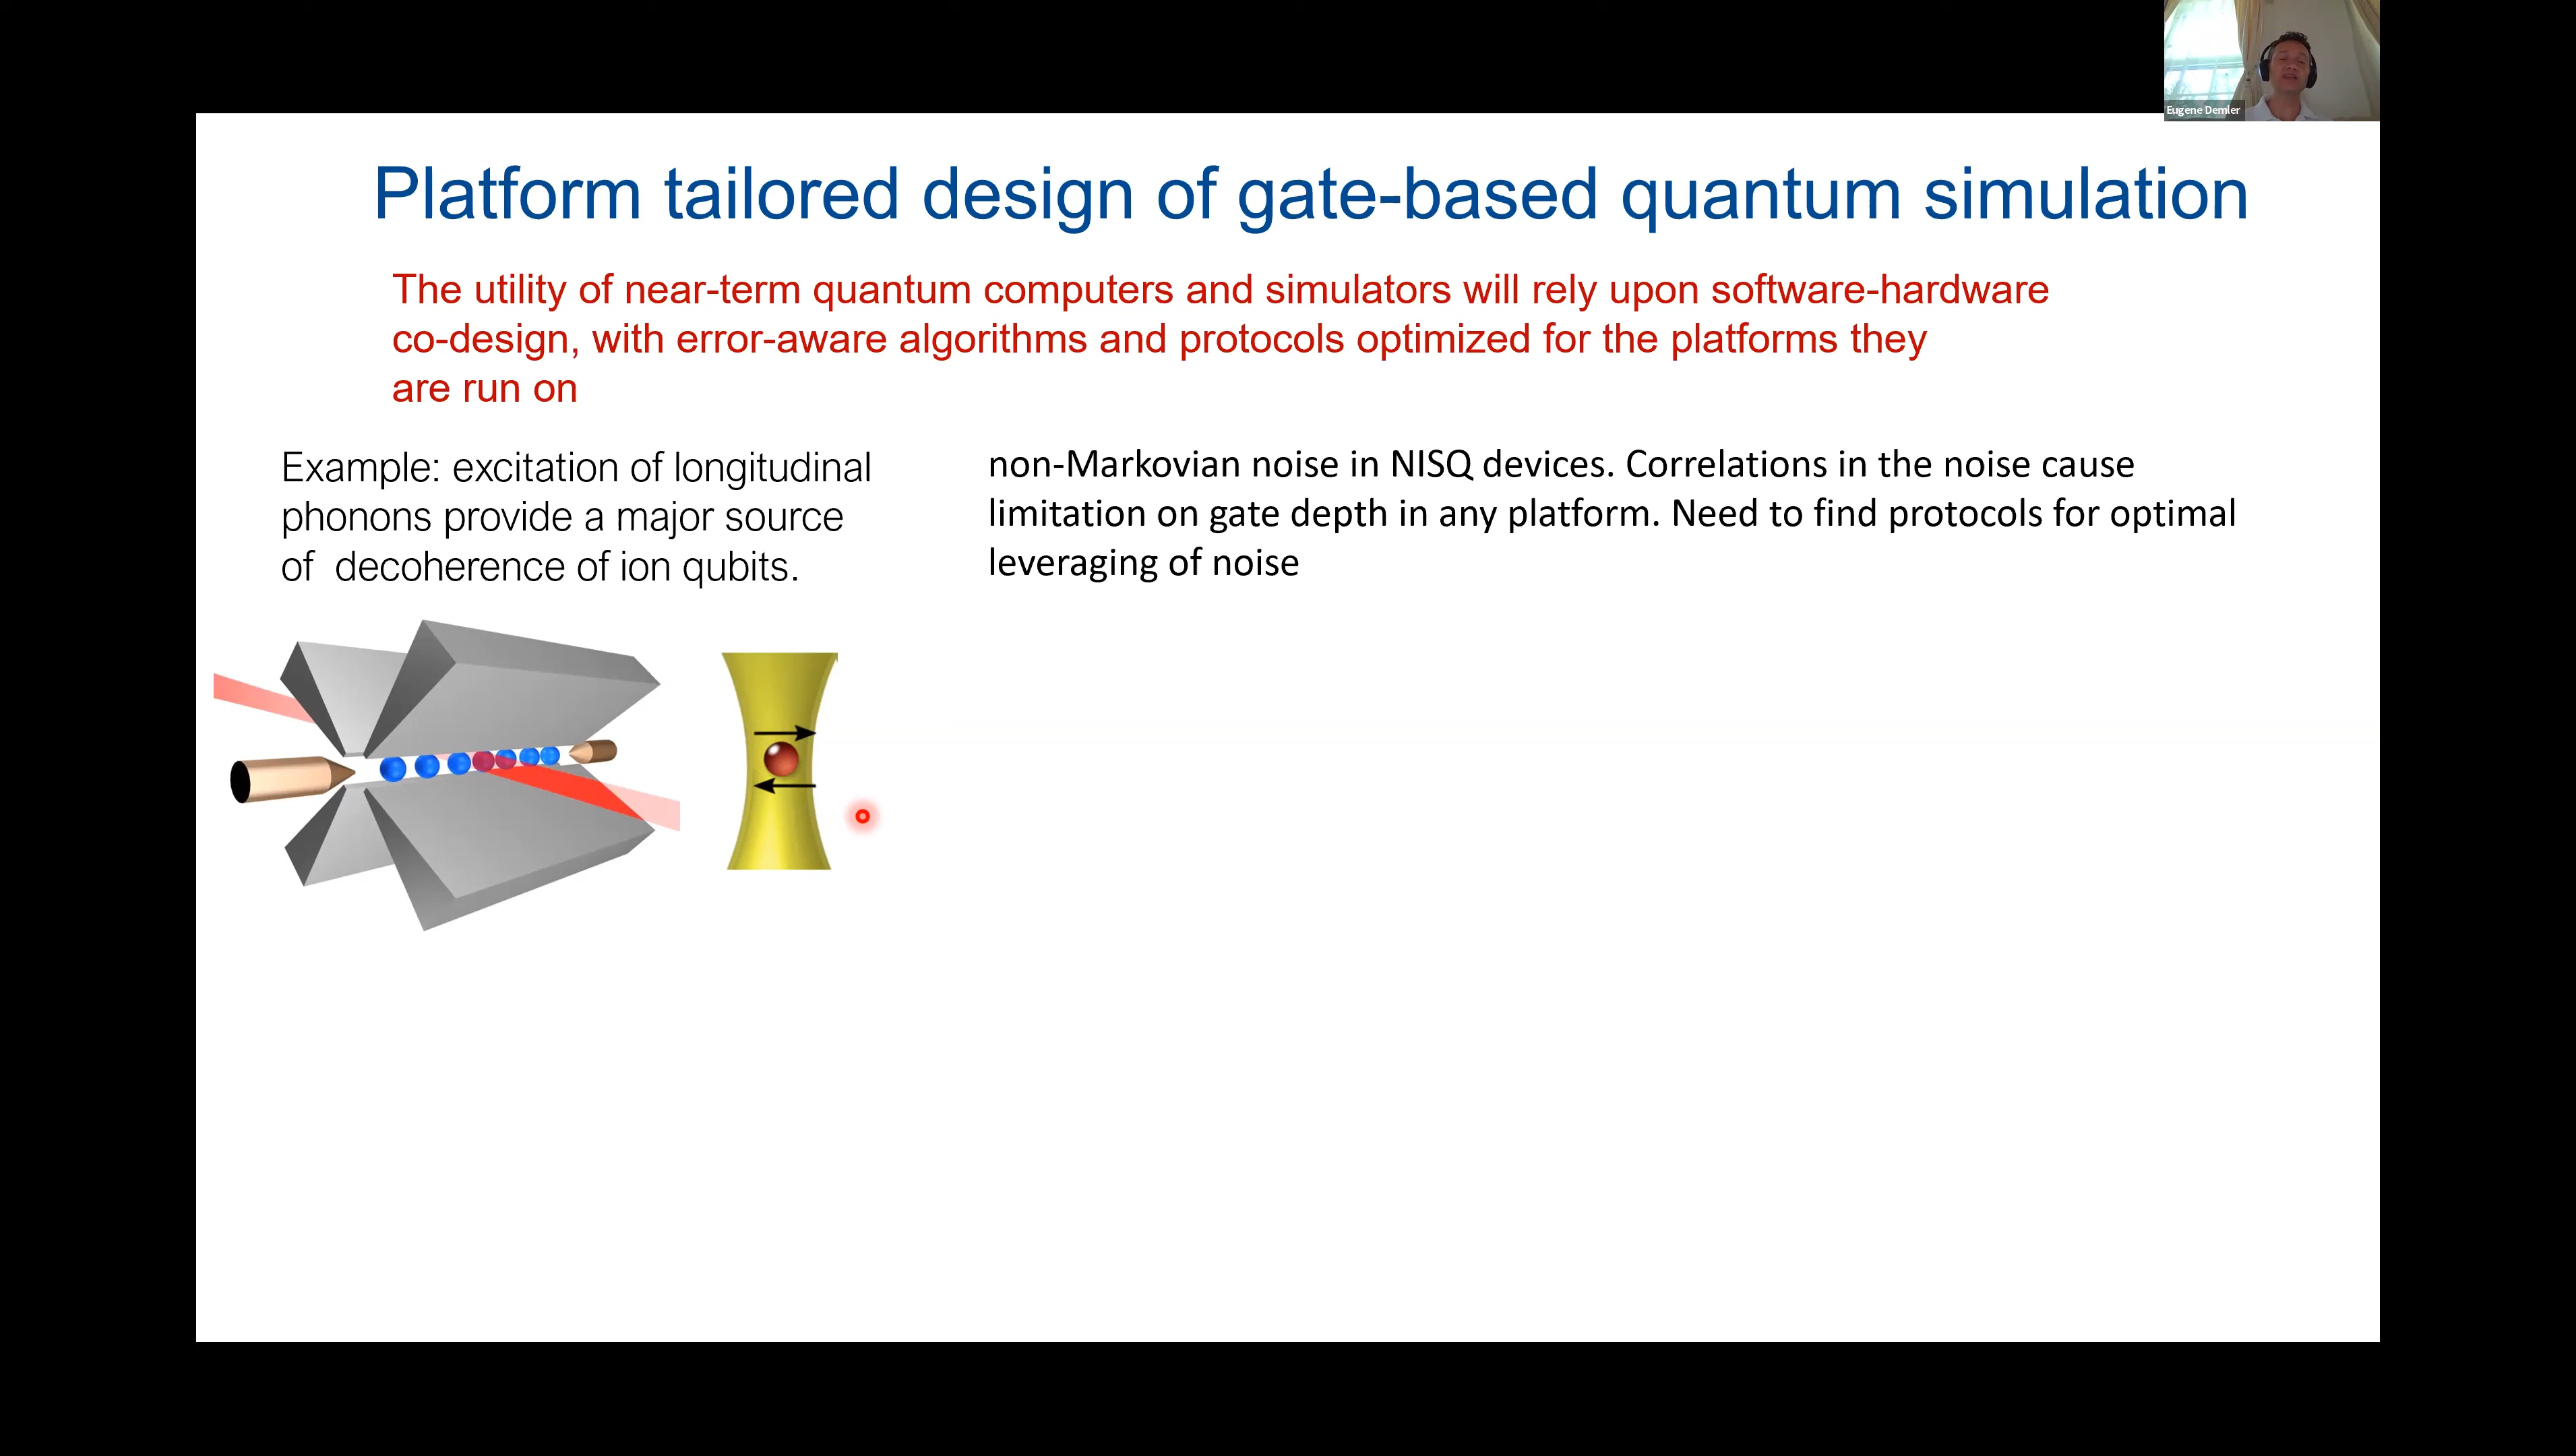 Eugene Demler
Platform tailored design of gate-based quantum simulation
The utility of near-term quantum computers and simulators will rely upon software-hardware
co-design, with error-aware algorithms and protocols optimized for the platforms they
are run on
Example: excitation of longitudinal
phonons provide a major source
of decoherence of ion qubits.
non-Markovian noise in NISQ devices. Correlations in the noise cause
limitation on gate depth in any platform. Need to find protocols for optimal
leveraging of noise